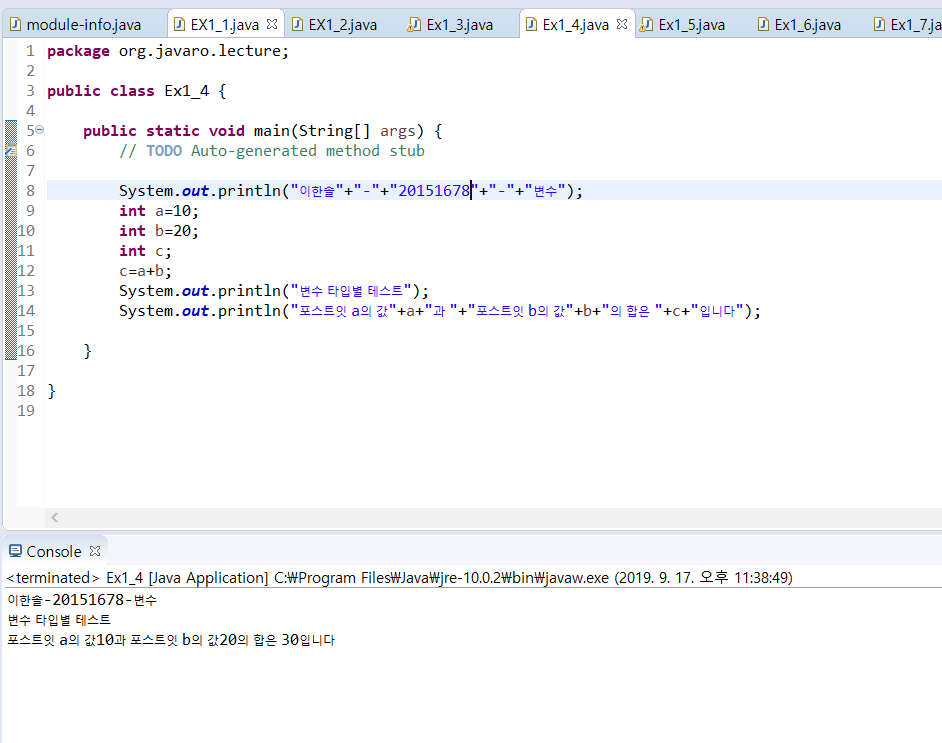 module-info.java EX1_1.java EX1_2.java Ex1_3.java Ex1_4.java Ex1_5.java Ex1_6.java Ex1_7.ja
1 package org.javaro.lecture;
2
3 public class Ex1_4 {
4
5 public static void main(String[] args) {
6 // TODO Auto-generated method stub
7
8 System.out.println("이한솔"+"-"+"20151678"+"-"+"변수");
9 int a=10;
10 int b=20;
11 int c;
12 c=a+b;
13 System.out.println("변수 타입별 테스트");
14 System.out.println("포스트잇 a의 값"+a+"과 "+"포스트잇 b의 값"+b+"의 합은 "+c+"입니다");
15
16 }
17
18 }
19
Console
<terminated> Ex1_4 [Java Application] C:₩Program Files₩Java₩jre-10.0.2₩bin₩javaw.exe (2019. 9. 17. 오후 11:38:49)
이한솔-20151678-변수
변수 타입별 테스트
포스트잇 a의 값10과 포스트잇 b의 값20의 합은 30입니다